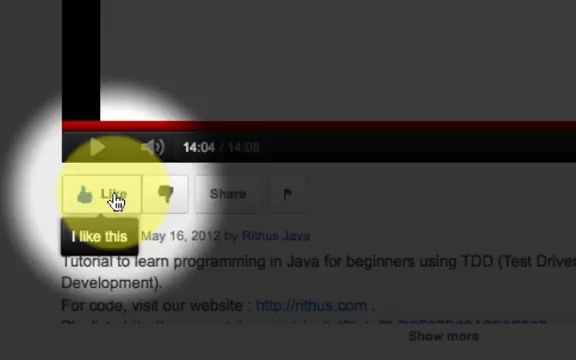 14:04 / 14:08
Like Share
I like this
May 16, 2012 by Rithus Java
Tutorial to learn programming in Java for beginners using TDD (Test Driven
Development).
For code, visit our website : http://rithus.com .
Show more